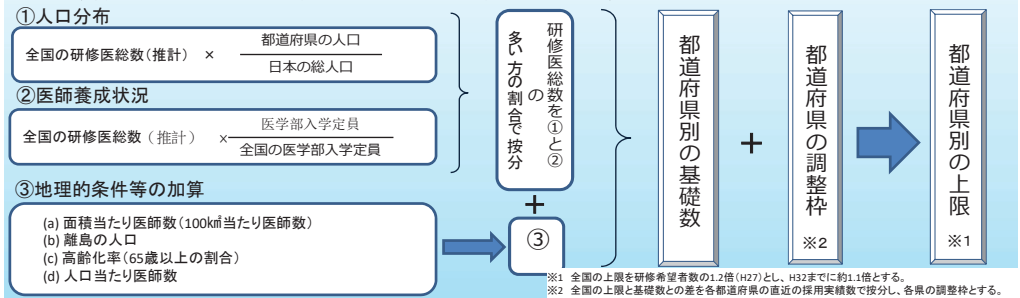 ①人口分布
全国の研修医総数（推計） × 都道府県の人口
日本の総人口
②医師養成状況
全国の研修医総数（推計） × 医学部入学定員
全国の医学部入学定員
③地理的条件等の加算
(a) 面積当たり医師数（100㎢当たり医師数）
(b) 離島の人口
(c) 高齢化率（65歳以上の割合）
(d) 人口当たり医師数
研修医総数を①と②
の
多い方の割合で按分
+
③
都道府県別の基礎数
+
都道府県の調整枠
※2
都道府県別の上限
※1
※1 全国の上限を研修希望者数の1.2倍（H27）とし、H32までに約1.1倍とする。
※2 全国の上限と基礎数との差を各都道府県の直近の採用実績数で按分し、各県の調整枠とする。